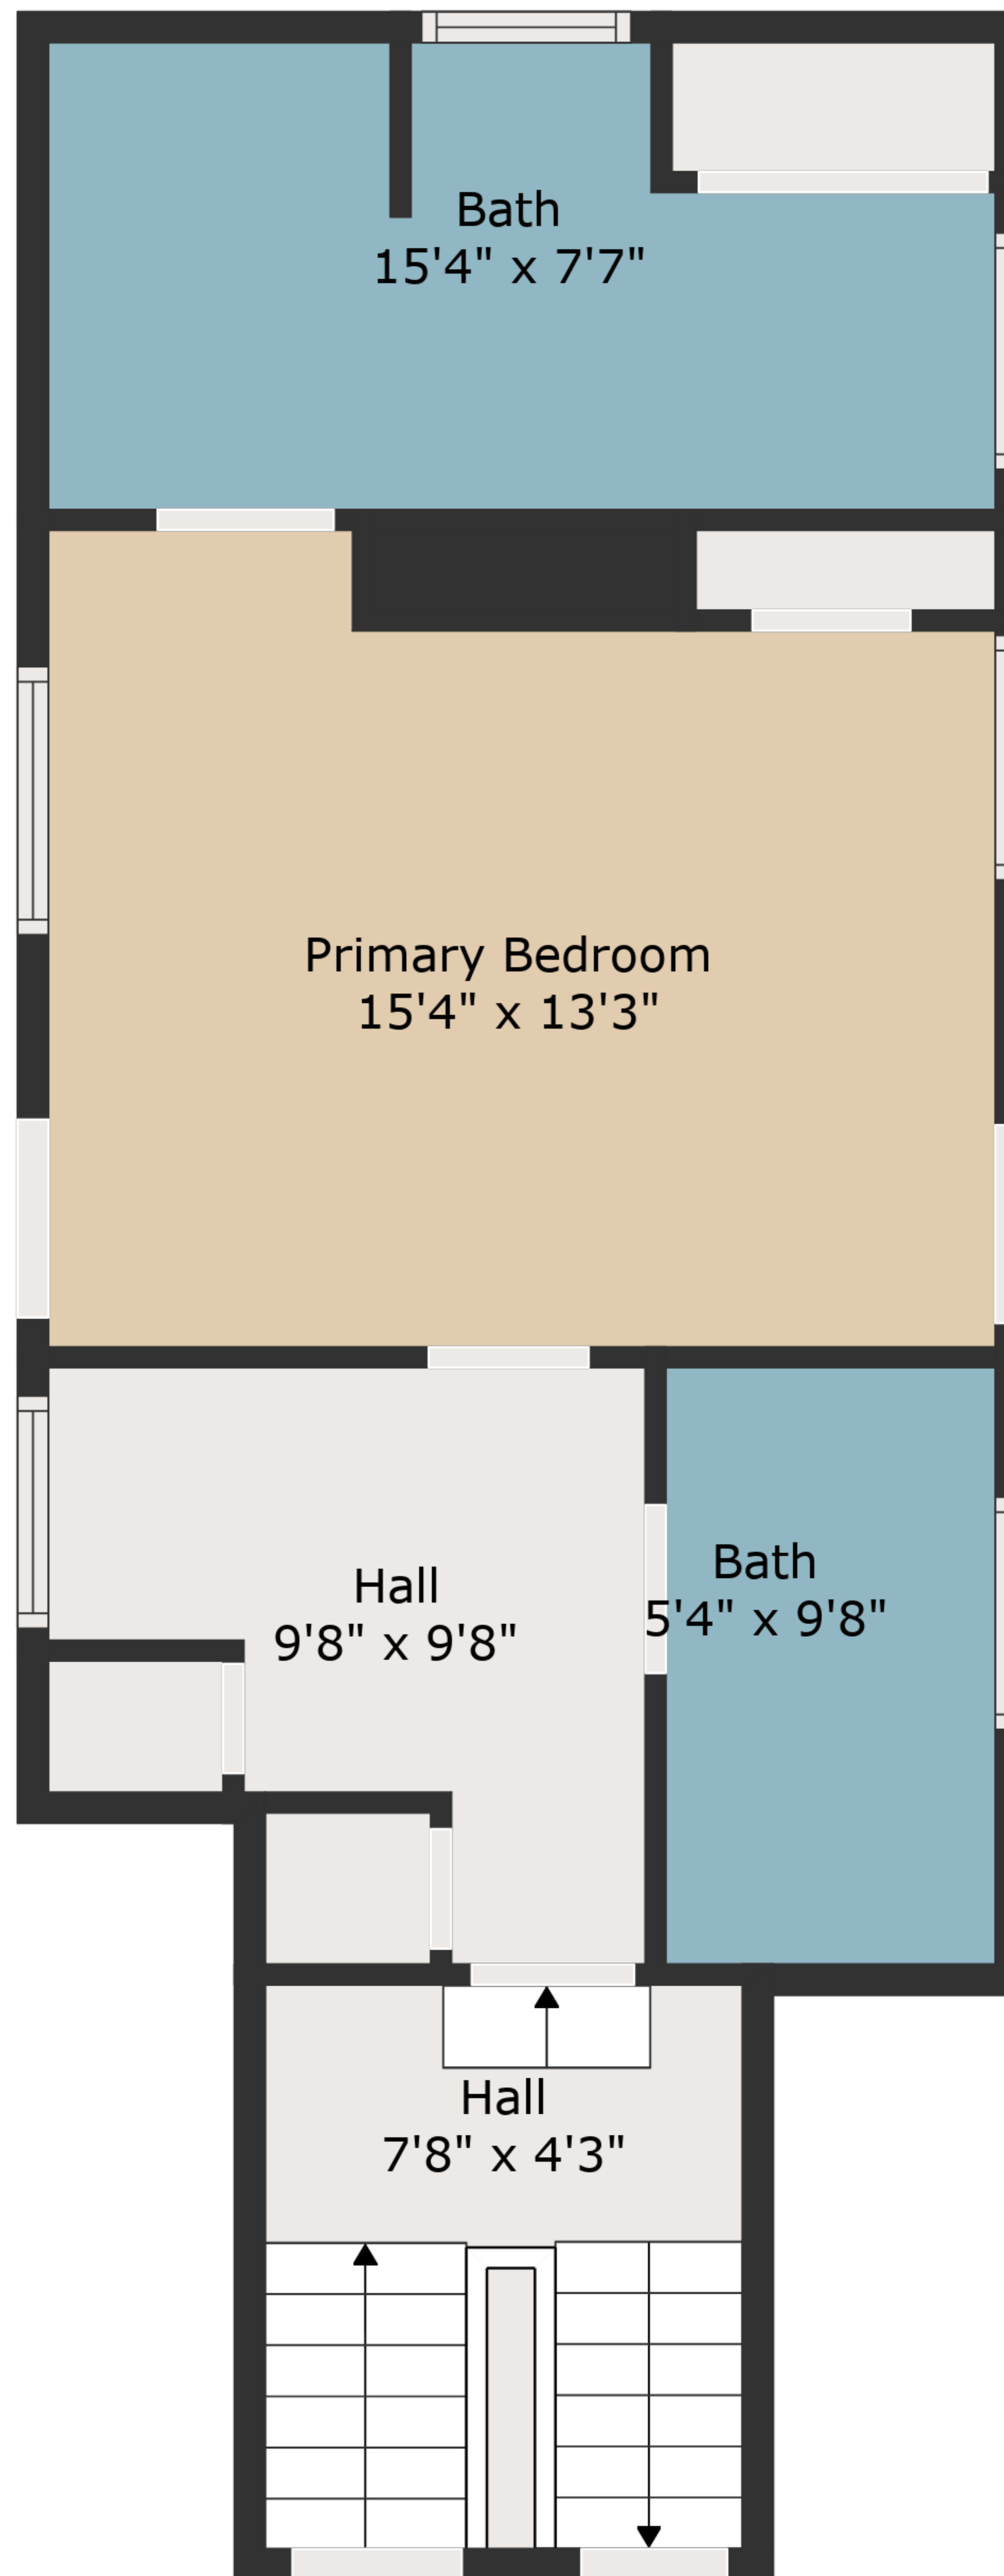 Bath
15'4" x 7'7"
Primary Bedroom
15'4" x 13'3"
Hall
9'8" x 9'8"
Bath
5'4" x 9'8"
Hall
7'8" x 4'3"